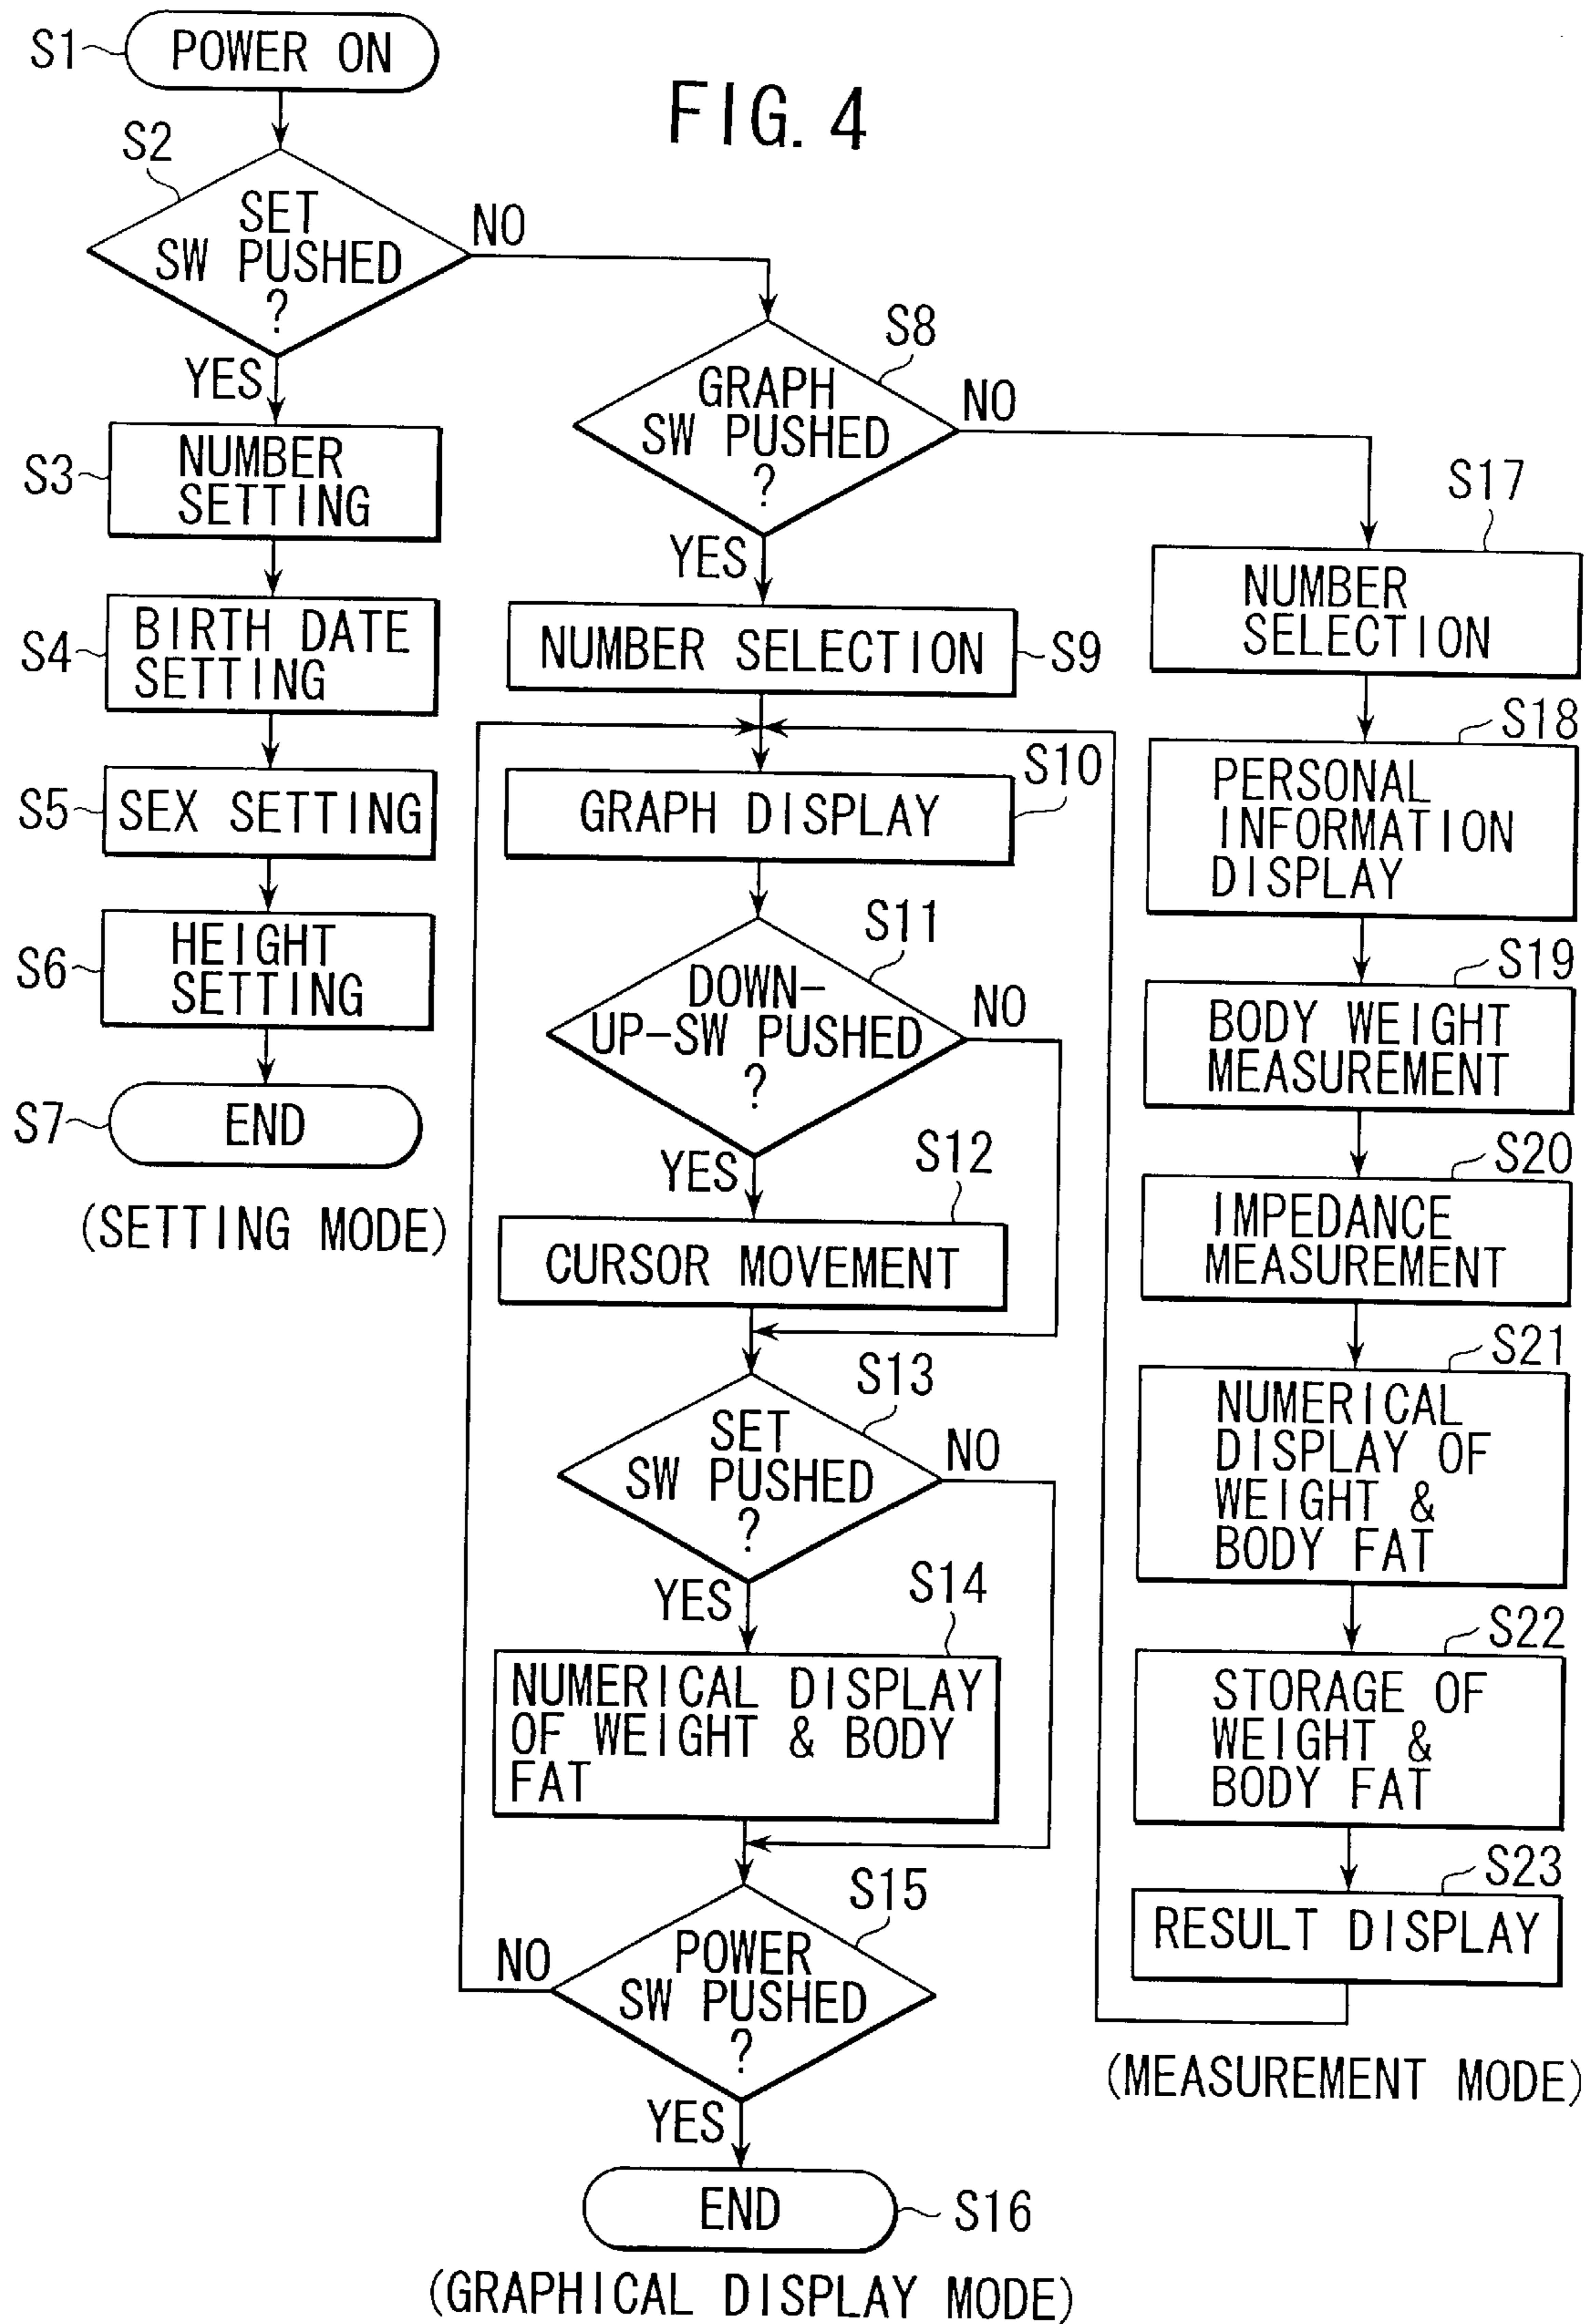 FIG. 4
S1
POWER ON
S2
SET
SW PUSHED
?
NO
YES
S3
NUMBER
SETTING
S4
BIRTH DATE
SETTING
S5
SEX SETTING
S6
HEIGHT
SETTING
S7
END
(SETTING MODE)
S8
GRAPH
SW PUSHED
?
NO
YES
NUMBER SELECTION
S9
S10
GRAPH DISPLAY
S11
DOWN-
UP-SW PUSHED
?
NO
YES
S12
CURSOR MOVEMENT
S13
SET
SW PUSHED
?
NO
YES
S14
NUMERICAL DISPLAY
OF WEIGHT & BODY
FAT
S15
POWER
SW PUSHED
?
NO
YES
END
S16
(GRAPHICAL DISPLAY MODE)
S17
NUMBER
SELECTION
S18
PERSONAL
INFORMATION
DISPLAY
S19
BODY WEIGHT
MEASUREMENT
S20
IMPEDANCE
MEASUREMENT
S21
NUMERICAL
DISPLAY OF
WEIGHT &
BODY FAT
S22
STORAGE OF
WEIGHT &
BODY FAT
S23
RESULT DISPLAY
(MEASUREMENT MODE)